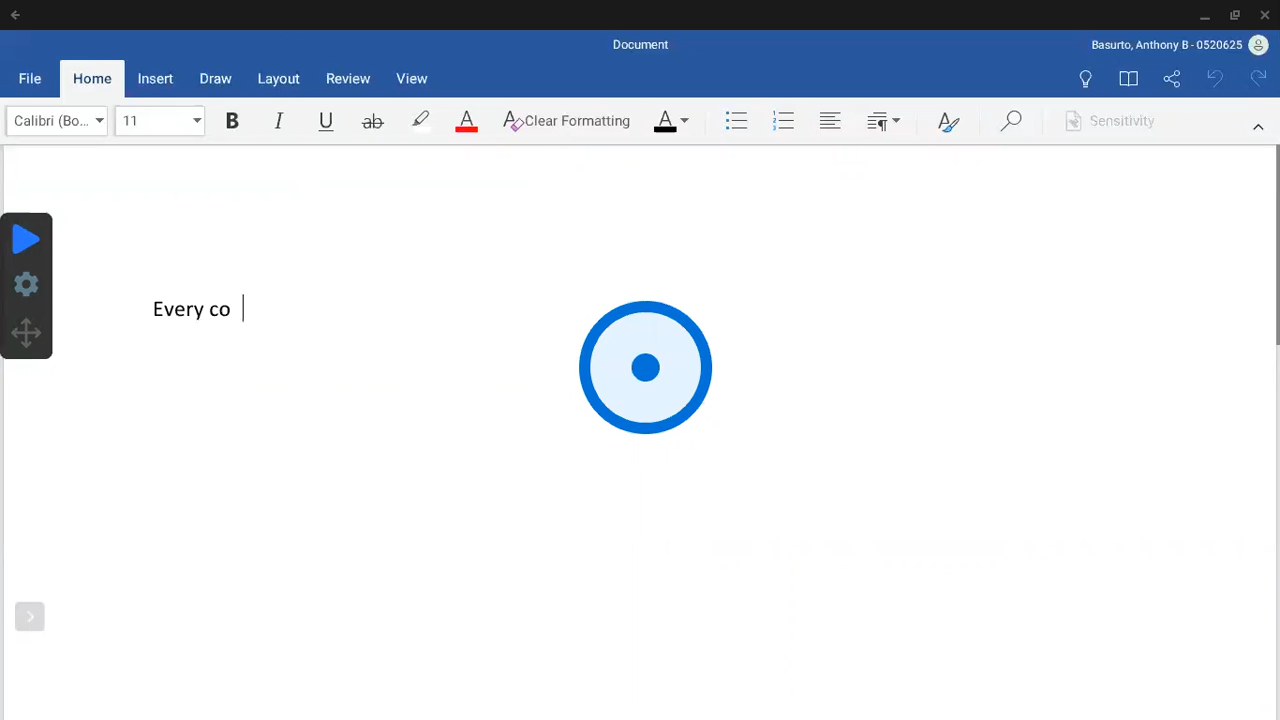 Document
Basurto, Anthony B - 0520625
File Home Insert Draw Layout Review View
Calibri (Bo... 11 B I U ab A A Clear Formatting A Sensitivity
Every co